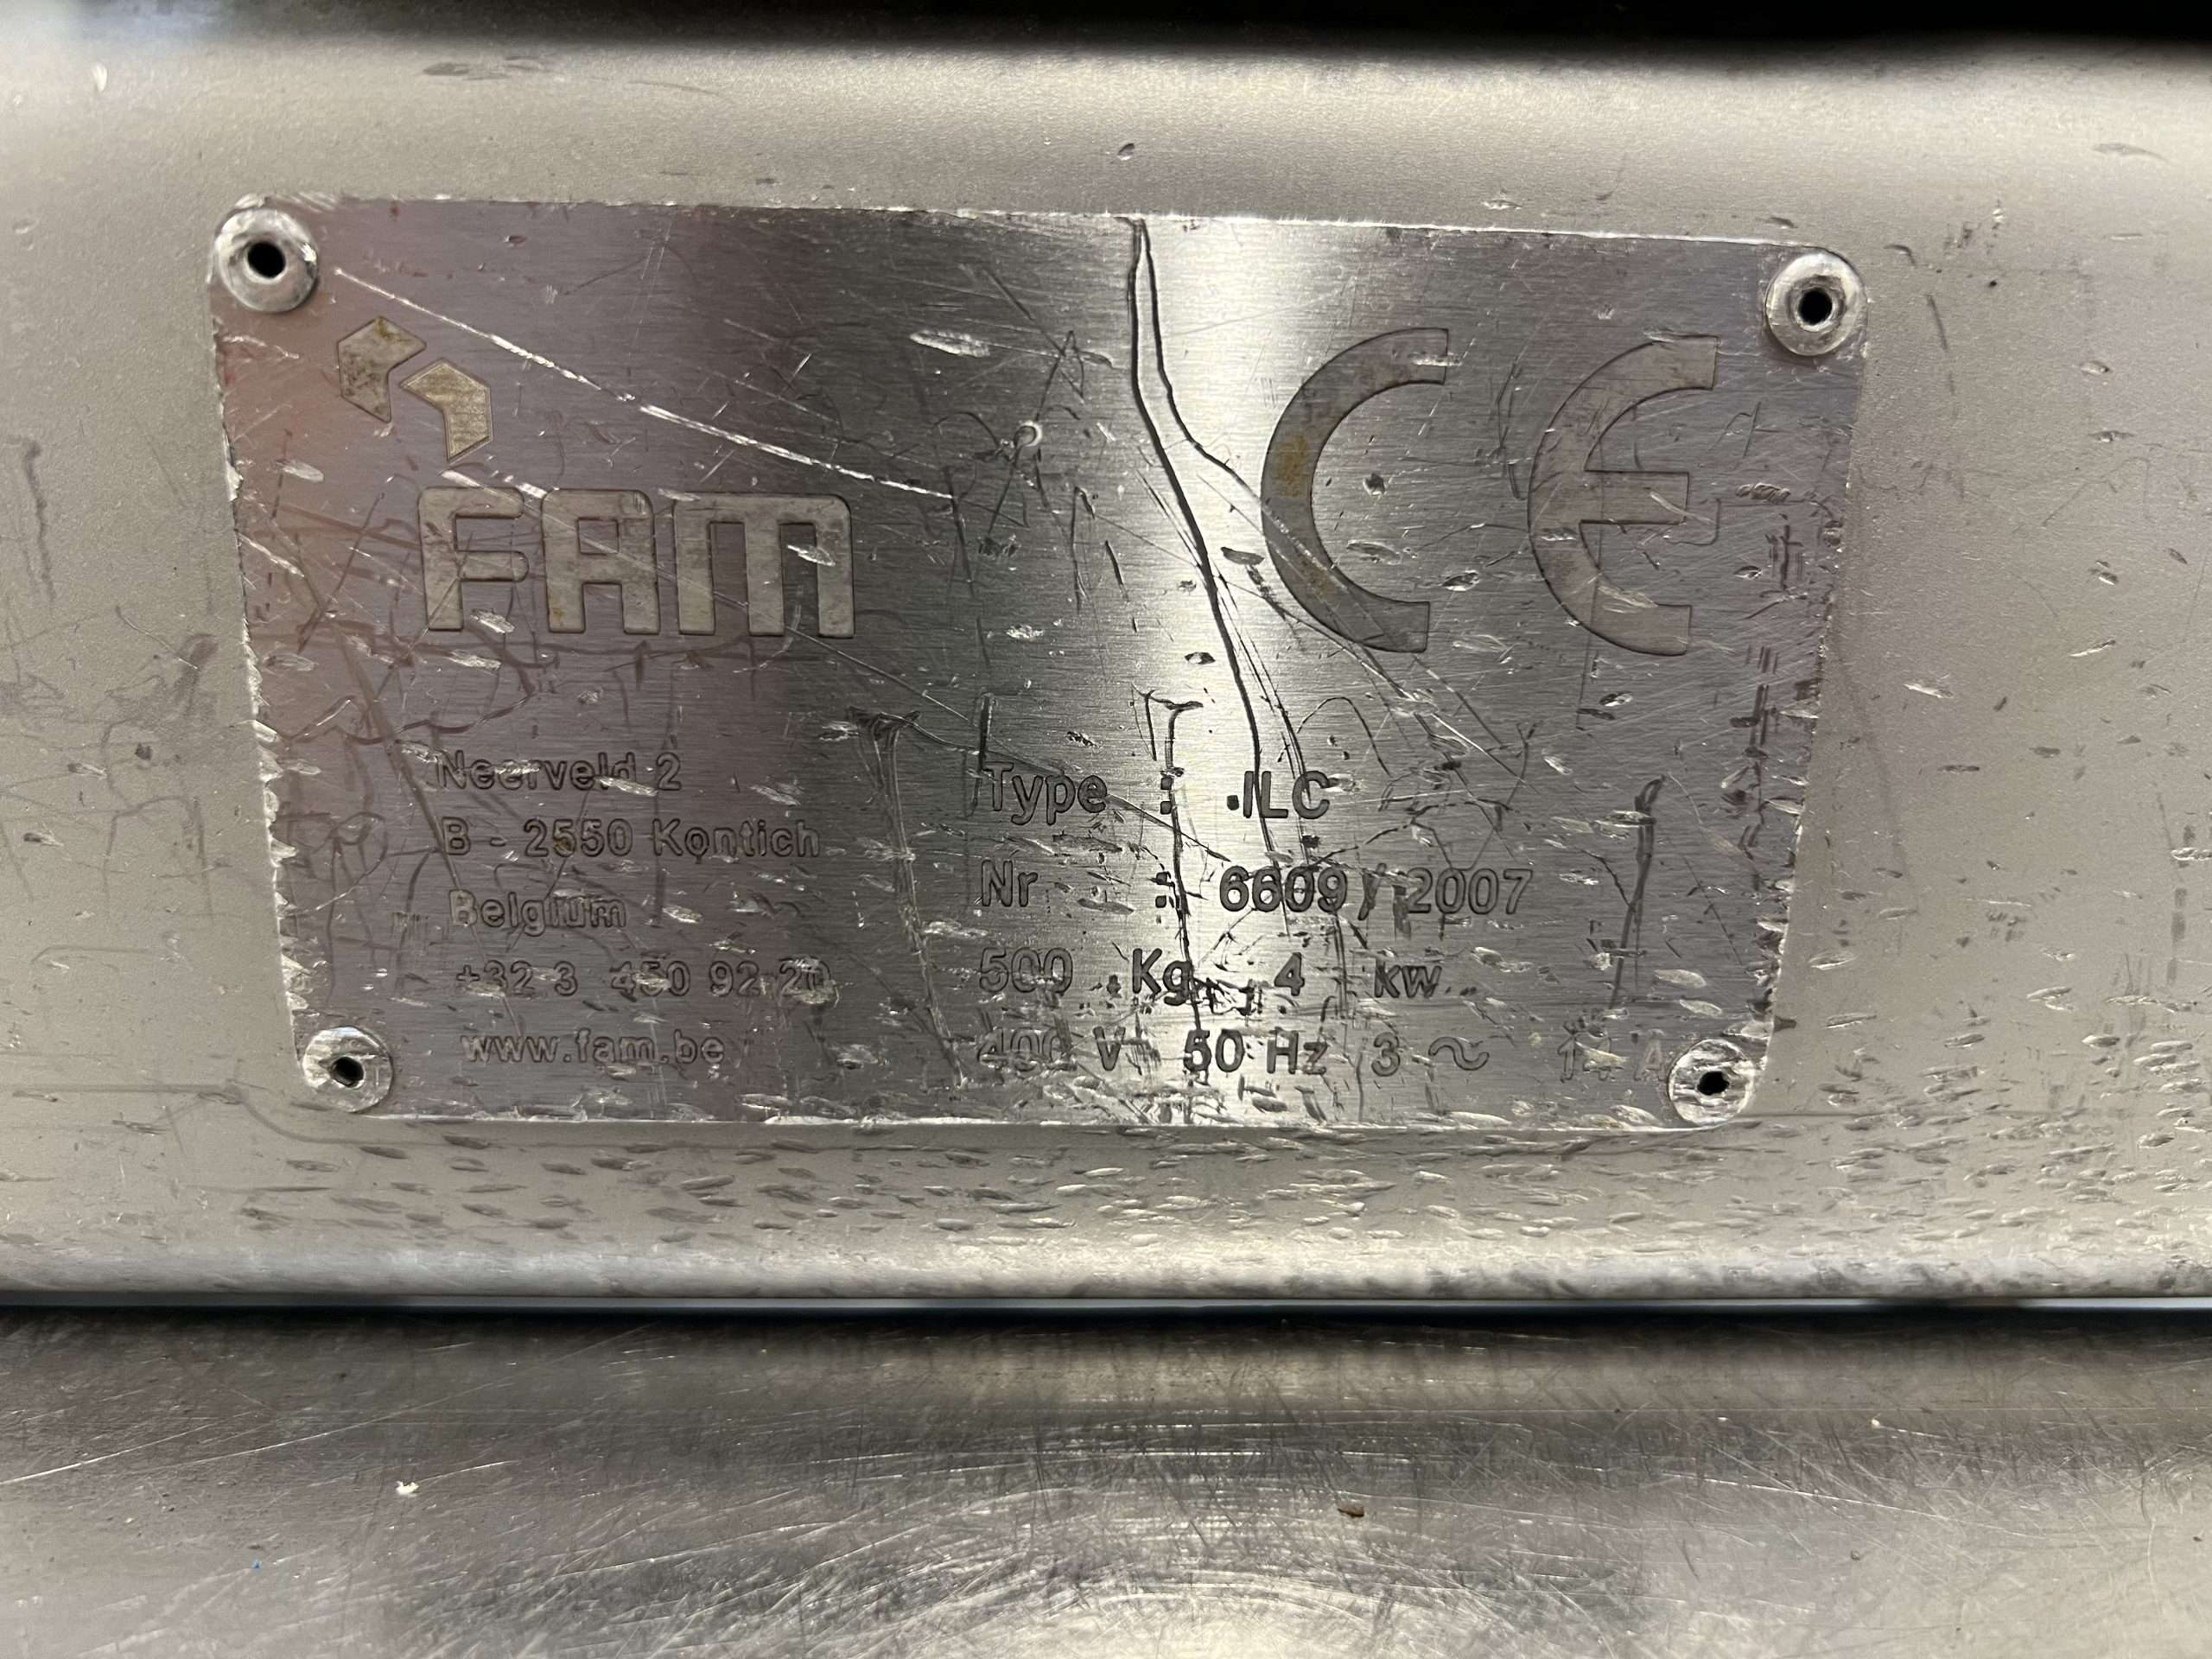 FAM
CE
Neerveld 2
B - 2550 Kontich
Belgium
+32 3 450 92 20
www.fam.be
Type : ILC
Nr : 6609 / 2007
500 Kg 4 kw
400 V 50 Hz 3 ~ 14 A